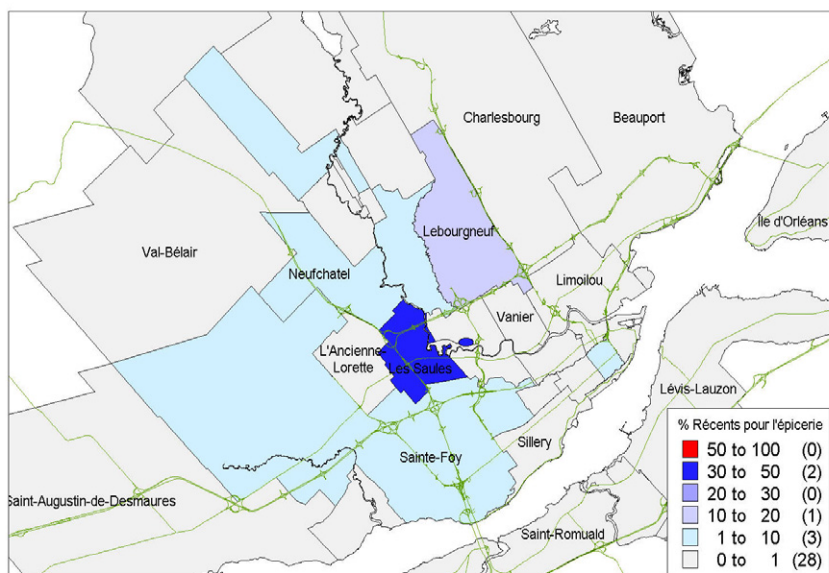 Charlesbourg
Beauport
Île d'Orléans
Lebourgneuf
Val-Bélair
Neufchatel
Limoilou
Vanier
L'Ancienne-
Lorette
Les Saules
Lévis-Lauzon
Sillery
Sainte-Foy
Saint-Augustin-de-Desmaures
Saint-Romuald
% Récents pour l'épicerie
50 to 100 (0)
30 to 50 (2)
20 to 30 (0)
10 to 20 (1)
1 to 10 (3)
0 to 1 (28)